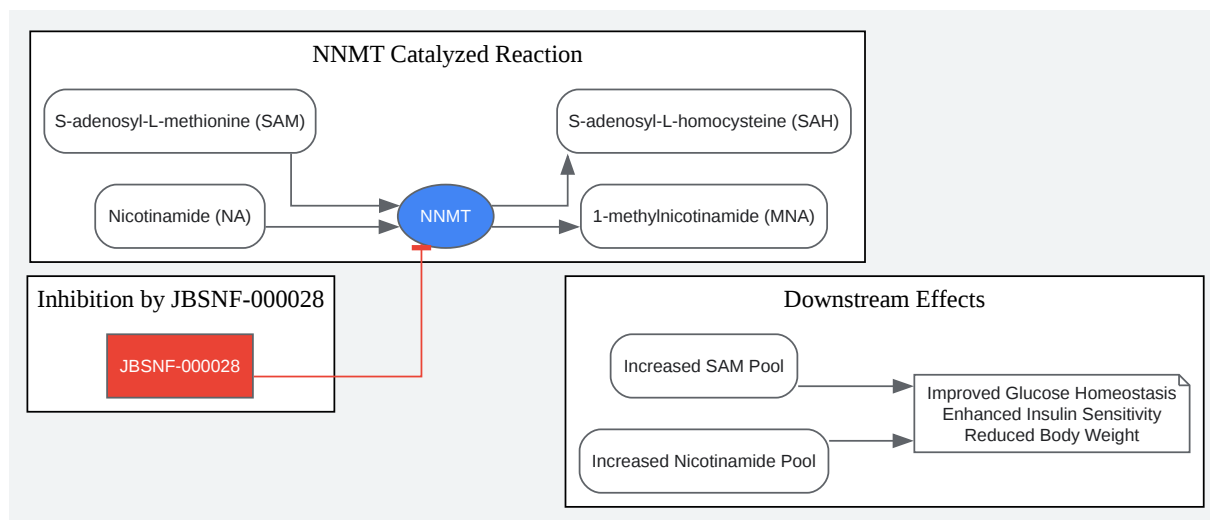 NNMT Catalyzed Reaction
S-adenosyl-L-methionine (SAM)
S-adenosyl-L-homocysteine (SAH)
Nicotinamide (NA)
NNMT
1-methylnicotinamide (MNA)
Inhibition by JBSNF-000028
JBSNF-000028
Downstream Effects
Increased SAM Pool
Improved Glucose Homeostasis
Enhanced Insulin Sensitivity
Reduced Body Weight
Increased Nicotinamide Pool